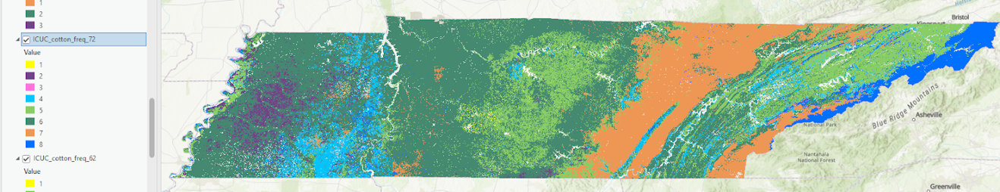 1
2
3
ICUC_cotton_freq_72
Value
1
2
3
4
5
6
7
8
ICUC_cotton_freq_62
Value
1
Bristol
Blue Ridge Mountains
Asheville
National Park
Nantahala
National Forest
Greenville